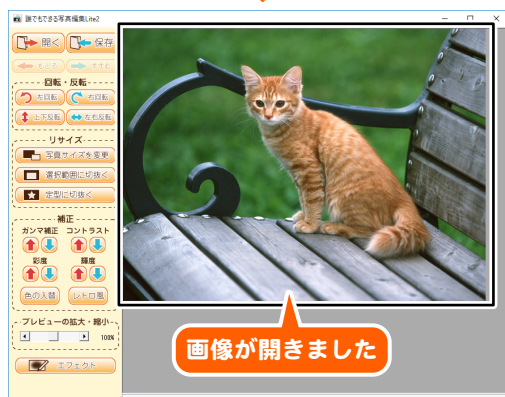 誰でもできる写真編集Lite2
開く 保存
もどる すすむ
回転・反転
左回転 右回転
上下反転 左右反転
リサイズ
写真サイズを変更
選択範囲に切抜く
定型に切抜く
補正
ガンマ補正 コントラスト
彩度 輝度
色の入替 レトロ風
プレビューの拡大・縮小
100%
エフェクト
画像が開きました